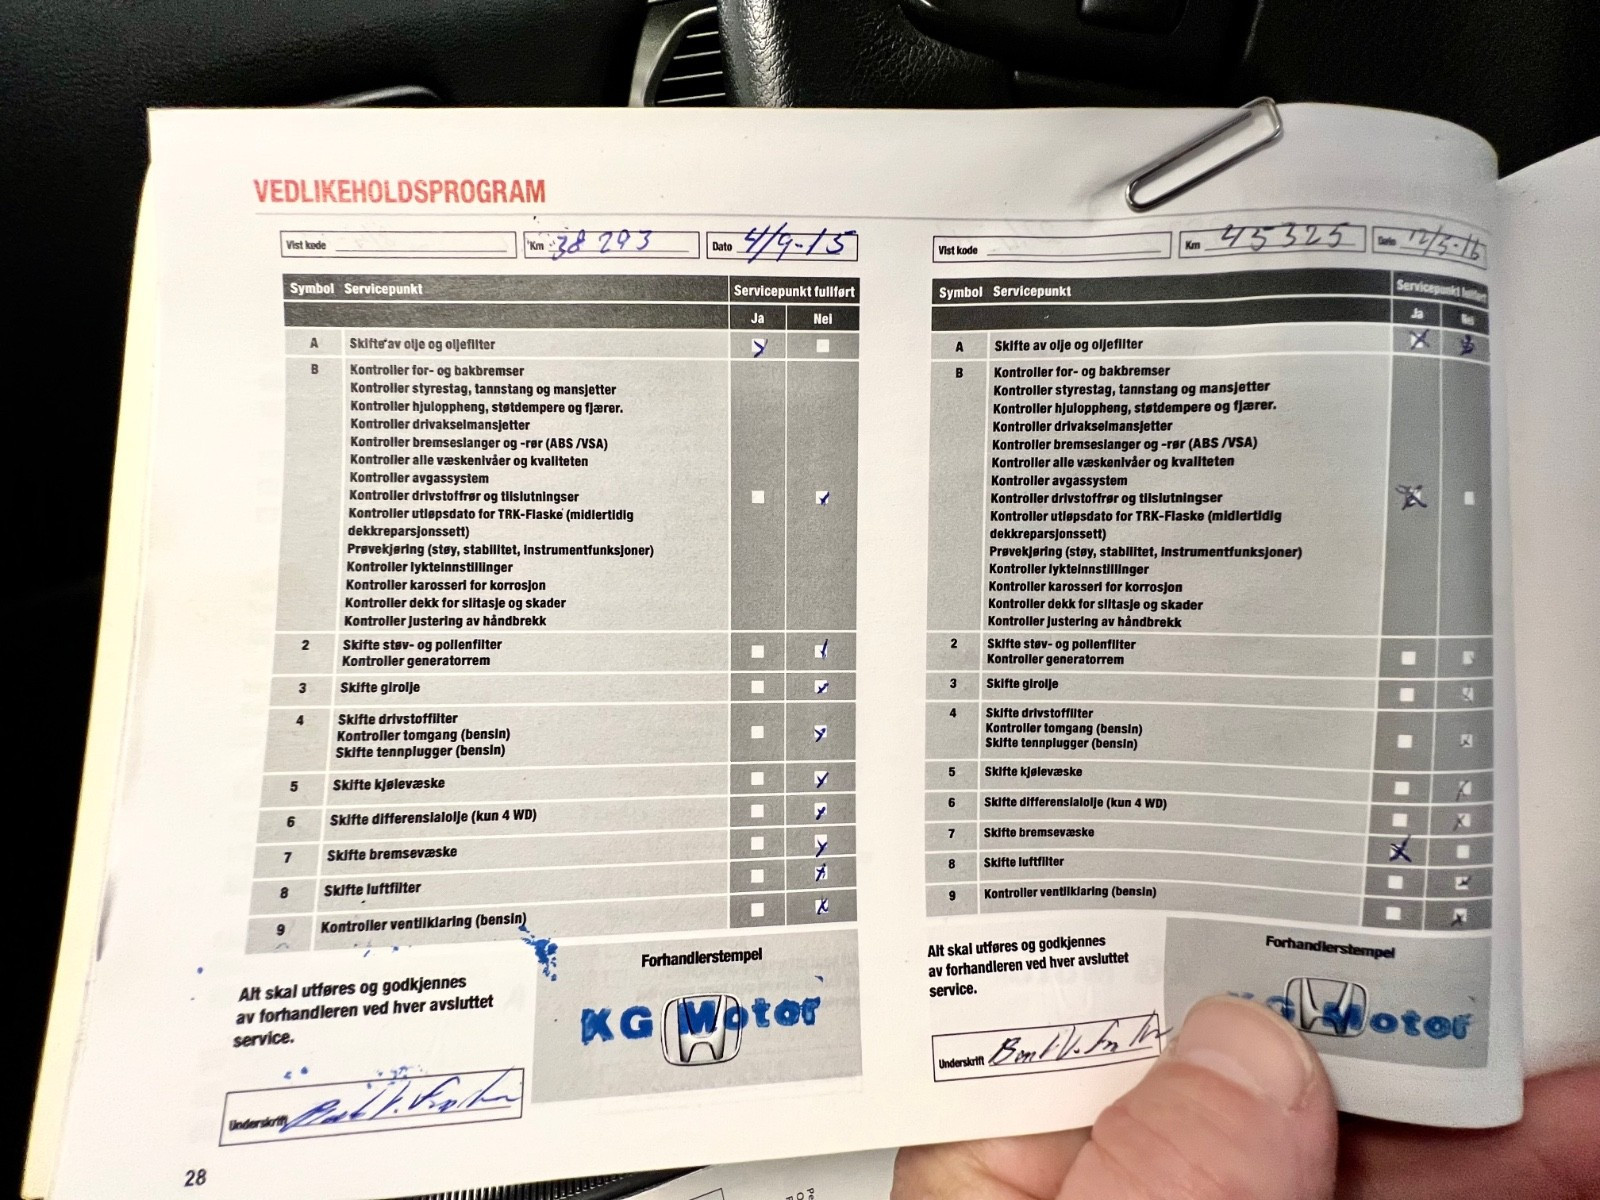 VEDLIKEHOLDSPROGRAM
Vist kode
Km 38 293
Dato 4/9-15
Symbol Servicepunkt Servicepunkt fullført
Ja Nei
A Skifte av olje og oljefilter
B Kontroller for- og bakbremser
Kontroller styrestag, tannstang og mansjetter
Kontroller hjuloppheng, støtdempere og fjærer.
Kontroller drivakselmansjetter
Kontroller bremseslanger og -rør (ABS /VSA)
Kontroller alle væskenivåer og kvaliteten
Kontroller avgassystem
Kontroller drivstoffrør og tilslutningser
Kontroller utløpsdato for TRK-Flaske (midlertidig
dekkreparsjonssett)
Prøvekjøring (støy, stabilitet, instrumentfunksjoner)
Kontroller lykteinnstillinger
Kontroller karosseri for korrosjon
Kontroller dekk for slitasje og skader
Kontroller justering av håndbrekk
2 Skifte støv- og pollenfilter
Kontroller generatorrem
3 Skifte girolje
4 Skifte drivstoffilter
Kontroller tomgang (bensin)
Skifte tennplugger (bensin)
5 Skifte kjølevæske
6 Skifte differensialolje (kun 4 WD)
7 Skifte bremsevæske
8 Skifte luftfilter
9 Kontroller ventilklaring (bensin)
Alt skal utføres og godkjennes
av forhandleren ved hver avsluttet
service.
Forhandlerstempel
KG Motor
Underskrift
28
Vist kode
Km 45325
Dato 12/5-16
Symbol Servicepunkt Servicepunkt fullført
Ja Nei
A Skifte av olje og oljefilter
B Kontroller for- og bakbremser
Kontroller styrestag, tannstang og mansjetter
Kontroller hjuloppheng, støtdempere og fjærer.
Kontroller drivakselmansjetter
Kontroller bremseslanger og -rør (ABS /VSA)
Kontroller alle væskenivåer og kvaliteten
Kontroller avgassystem
Kontroller drivstoffrør og tilslutningser
Kontroller utløpsdato for TRK-Flaske (midlertidig
dekkreparsjonssett)
Prøvekjøring (støy, stabilitet, instrumentfunksjoner)
Kontroller lykteinnstillinger
Kontroller karosseri for korrosjon
Kontroller dekk for slitasje og skader
Kontroller justering av håndbrekk
2 Skifte støv- og pollenfilter
Kontroller generatorrem
3 Skifte girolje
4 Skifte drivstoffilter
Kontroller tomgang (bensin)
Skifte tennplugger (bensin)
5 Skifte kjølevæske
6 Skifte differensialolje (kun 4 WD)
7 Skifte bremsevæske
8 Skifte luftfilter
9 Kontroller ventilklaring (bensin)
Alt skal utføres og godkjennes
av forhandleren ved hver avsluttet
service.
Forhandlerstempel
KG Motor
Underskrift